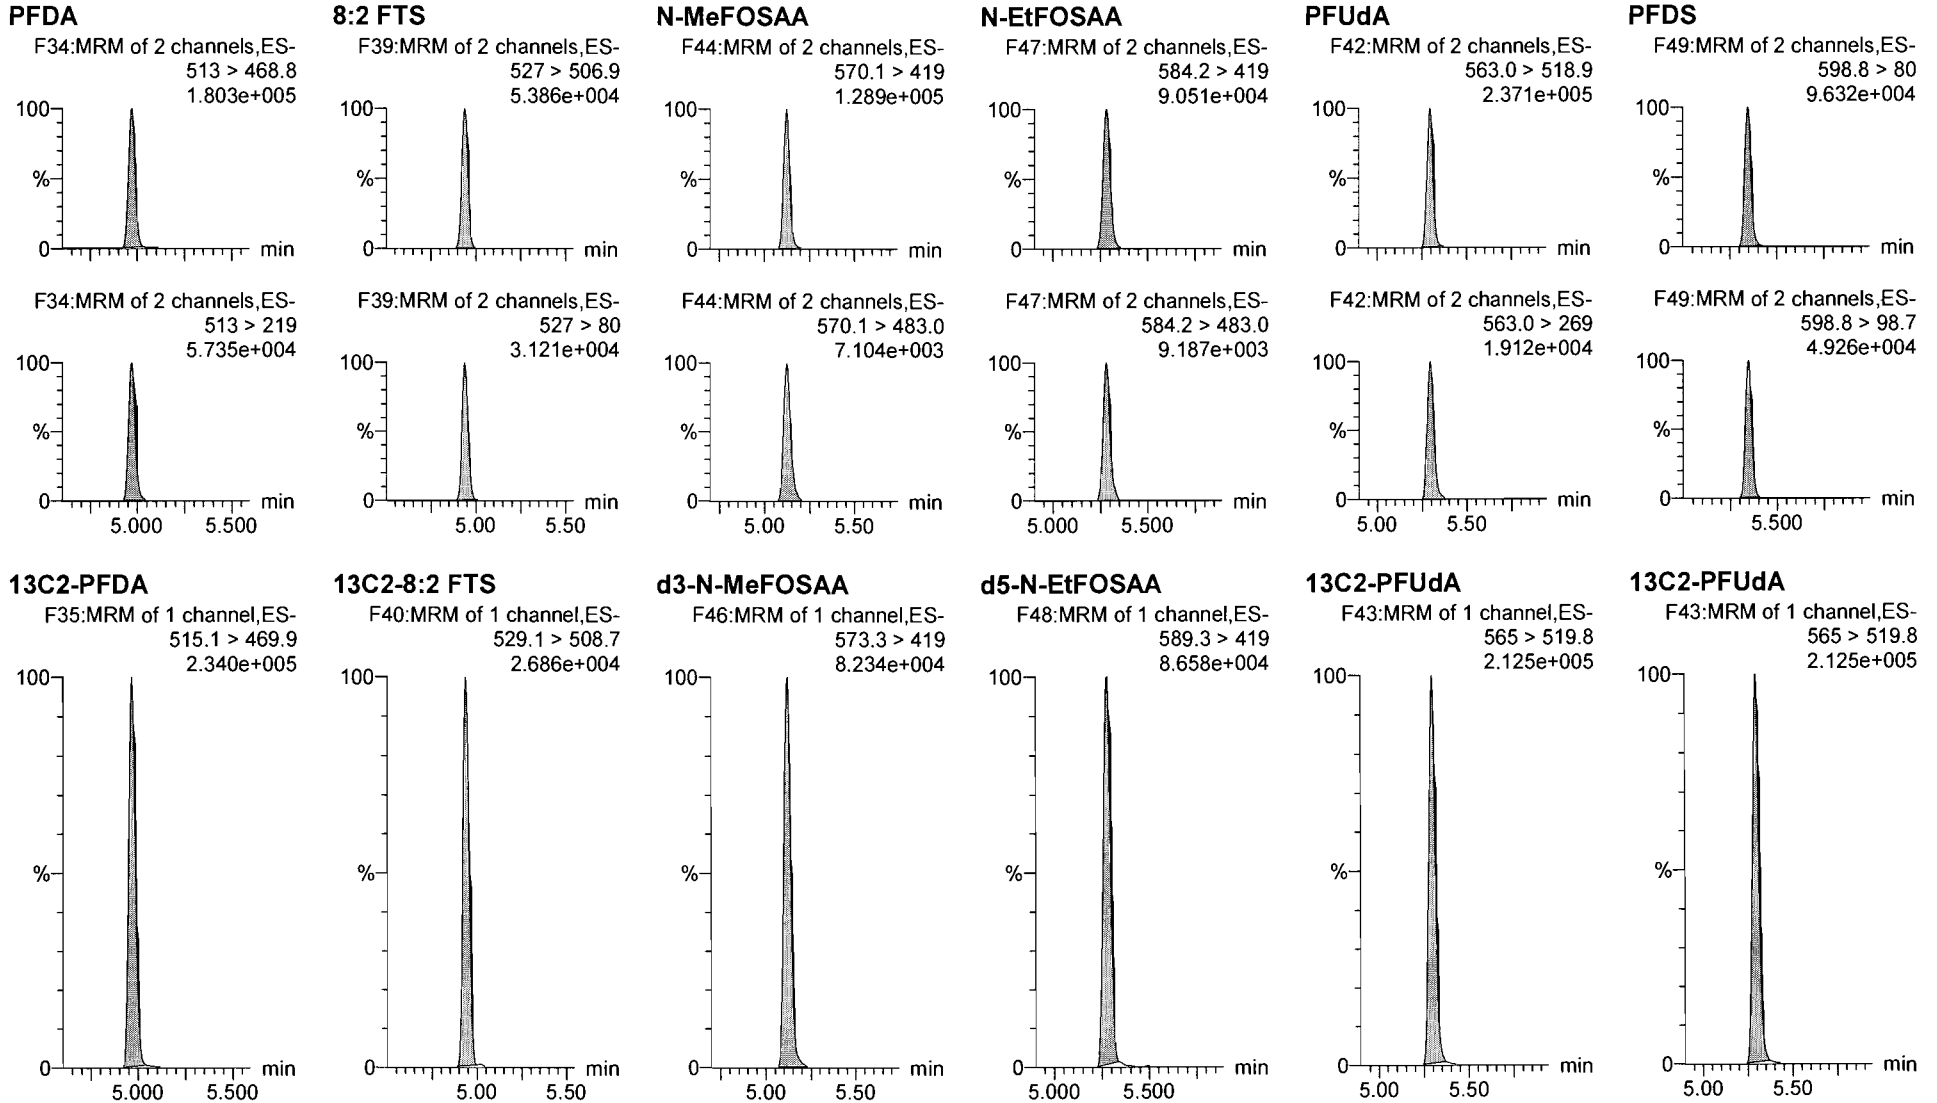 PFDA
F34:MRM of 2 channels,ES-
513 > 468.8
1.803e+005
100
%
0
min
F34:MRM of 2 channels,ES-
513 > 219
5.735e+004
100
%
0
min
5.000 5.500
8:2 FTS
F39:MRM of 2 channels,ES-
527 > 506.9
5.386e+004
100
%
0
min
F39:MRM of 2 channels,ES-
527 > 80
3.121e+004
100
%
0
min
5.00 5.50
N-MeFOSAA
F44:MRM of 2 channels,ES-
570.1 > 419
1.289e+005
100
%
0
min
F44:MRM of 2 channels,ES-
570.1 > 483.0
7.104e+003
100
%
0
min
5.00 5.50
N-EtFOSAA
F47:MRM of 2 channels,ES-
584.2 > 419
9.051e+004
100
%
0
min
F47:MRM of 2 channels,ES-
584.2 > 483.0
9.187e+003
100
%
0
min
5.000 5.500
PFUdA
F42:MRM of 2 channels,ES-
563.0 > 518.9
2.371e+005
100
%
0
min
F42:MRM of 2 channels,ES-
563.0 > 269
1.912e+004
100
%
0
min
5.00 5.50
PFDS
F49:MRM of 2 channels,ES-
598.8 > 80
9.632e+004
100
%
0
min
F49:MRM of 2 channels,ES-
598.8 > 98.7
4.926e+004
100
%
0
min
5.500
13C2-PFDA
F35:MRM of 1 channel,ES-
515.1 > 469.9
2.340e+005
100
%
0
min
5.000 5.500
13C2-8:2 FTS
F40:MRM of 1 channel,ES-
529.1 > 508.7
2.686e+004
100
%
0
min
5.00 5.50
d3-N-MeFOSAA
F46:MRM of 1 channel,ES-
573.3 > 419
8.234e+004
100
%
0
min
5.00 5.50
d5-N-EtFOSAA
F48:MRM of 1 channel,ES-
589.3 > 419
8.658e+004
100
%
0
min
5.000 5.500
13C2-PFUdA
F43:MRM of 1 channel,ES-
565 > 519.8
2.125e+005
100
%
0
min
5.00 5.50
13C2-PFUdA
F43:MRM of 1 channel,ES-
565 > 519.8
2.125e+005
100
%
0
min
5.00 5.50